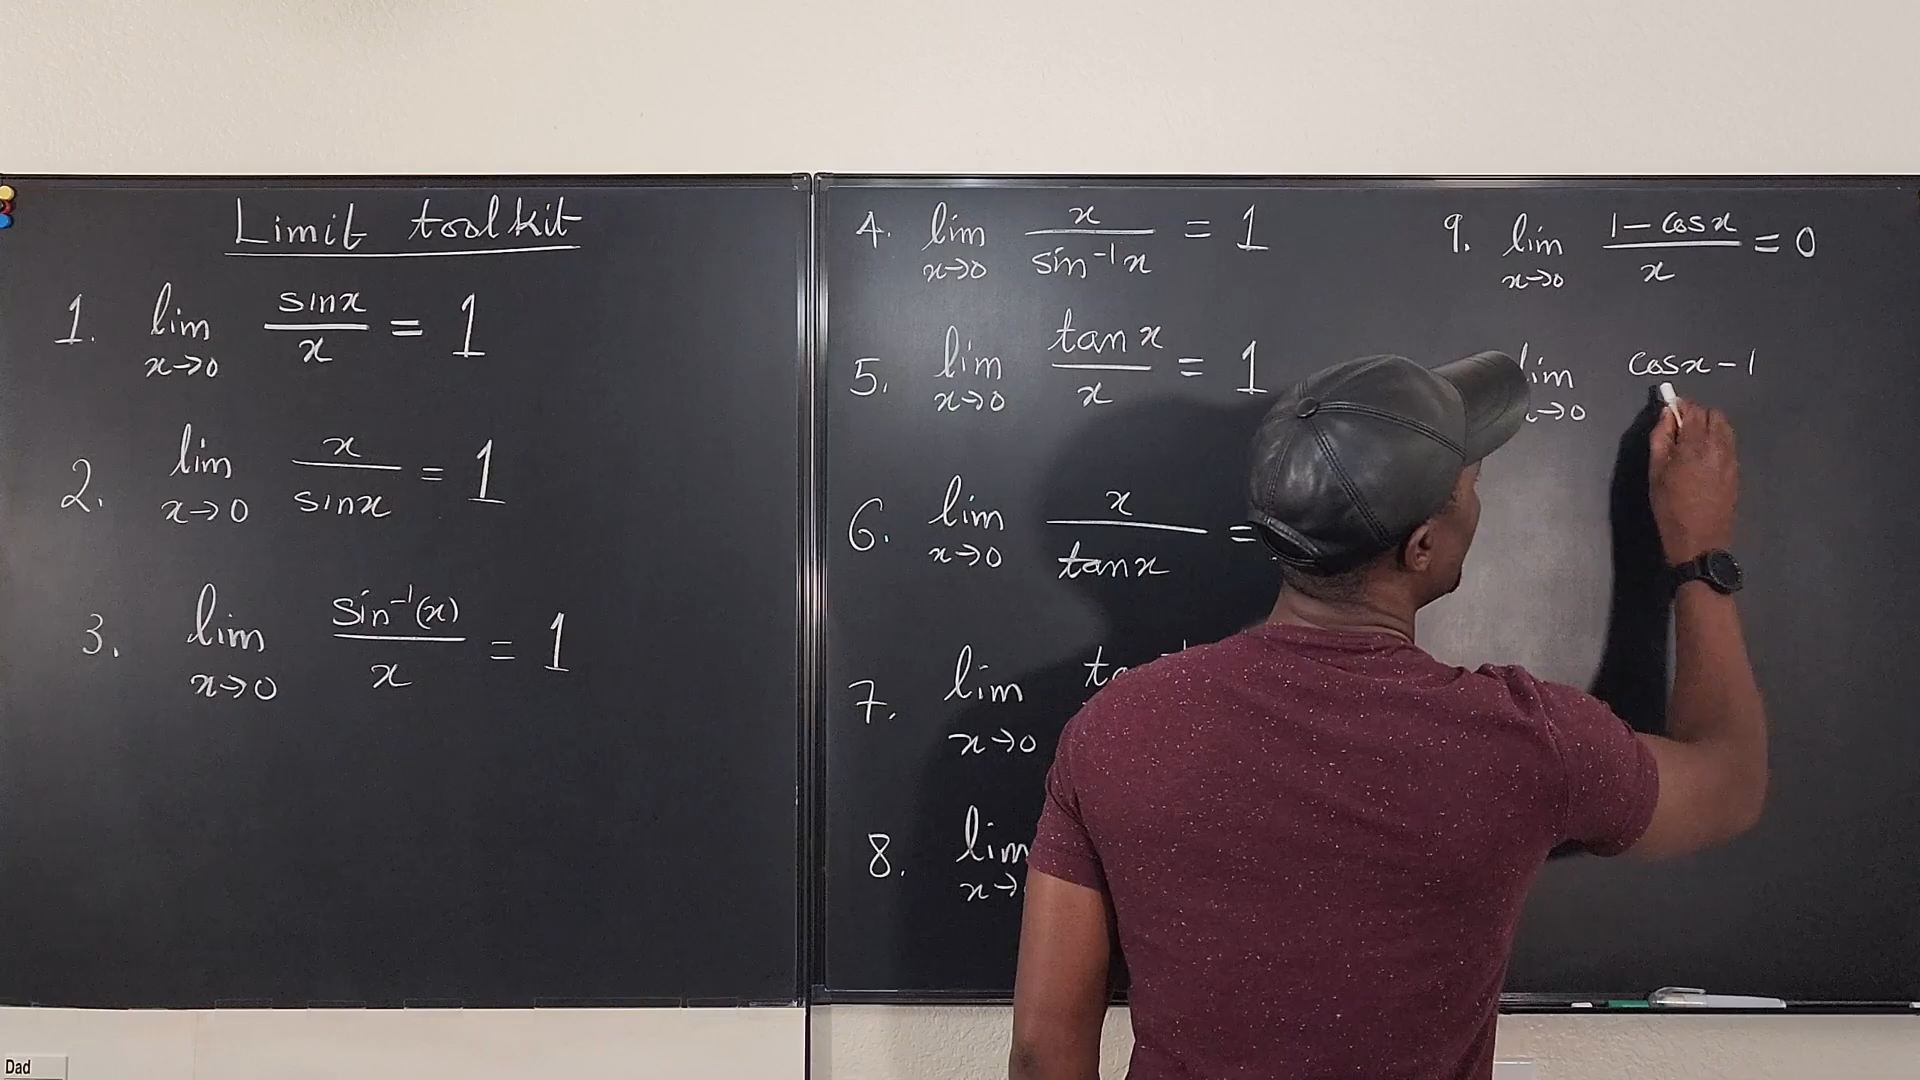 Limit toolkit
1. lim x→0 sinx/x = 1
2. lim x→0 x/sinx = 1
3. lim x→0 sin⁻¹(x)/x = 1
4. lim x→0 x/sin⁻¹x = 1
5. lim x→0 tanx/x = 1
6. lim x→0 x/tanx =
7. lim x→0
8. lim x→
9. lim x→0 1-cosx/x = 0
lim →0 cosx-1
Dad